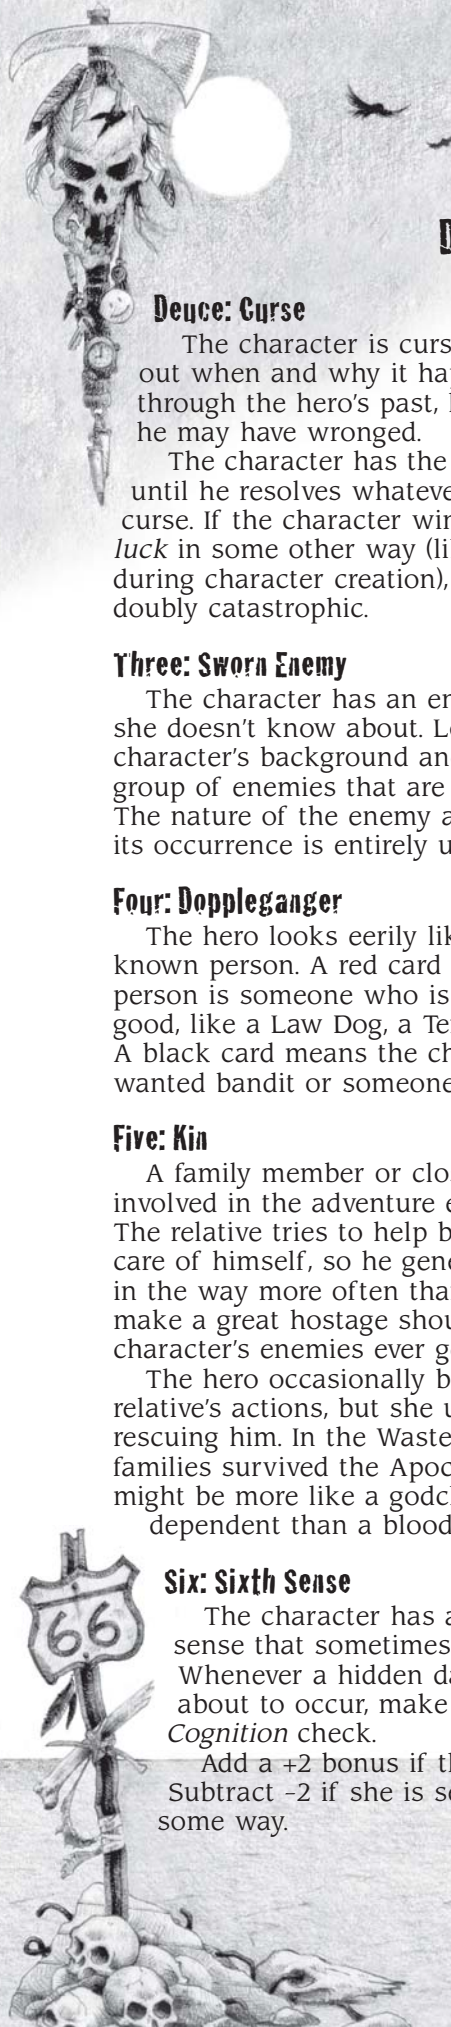 Deuce: Curse
The character is curs
out when and why it ha
through the hero's past,
he may have wronged.
The character has the
until he resolves whateve
curse. If the character wi
luck in some other way (li
during character creation),
doubly catastrophic.
Three: Sworn Enemy
The character has an en
she doesn't know about. L
character's background an
group of enemies that are
The nature of the enemy a
its occurrence is entirely u
Four: Doppleganger
The hero looks eerily lik
known person. A red card
person is someone who is
good, like a Law Dog, a Te
A black card means the ch
wanted bandit or someone
Five: Kin
A family member or clo
involved in the adventure e
The relative tries to help b
care of himself, so he gene
in the way more often tha
make a great hostage shou
character's enemies ever g
The hero occasionally b
relative's actions, but she u
rescuing him. In the Waste
families survived the Apoc
might be more like a godc
dependent than a blood
Six: Sixth Sense
The character has a
sense that sometimes
Whenever a hidden da
about to occur, make
Cognition check.
Add a +2 bonus if th
Subtract -2 if she is s
some way.
66